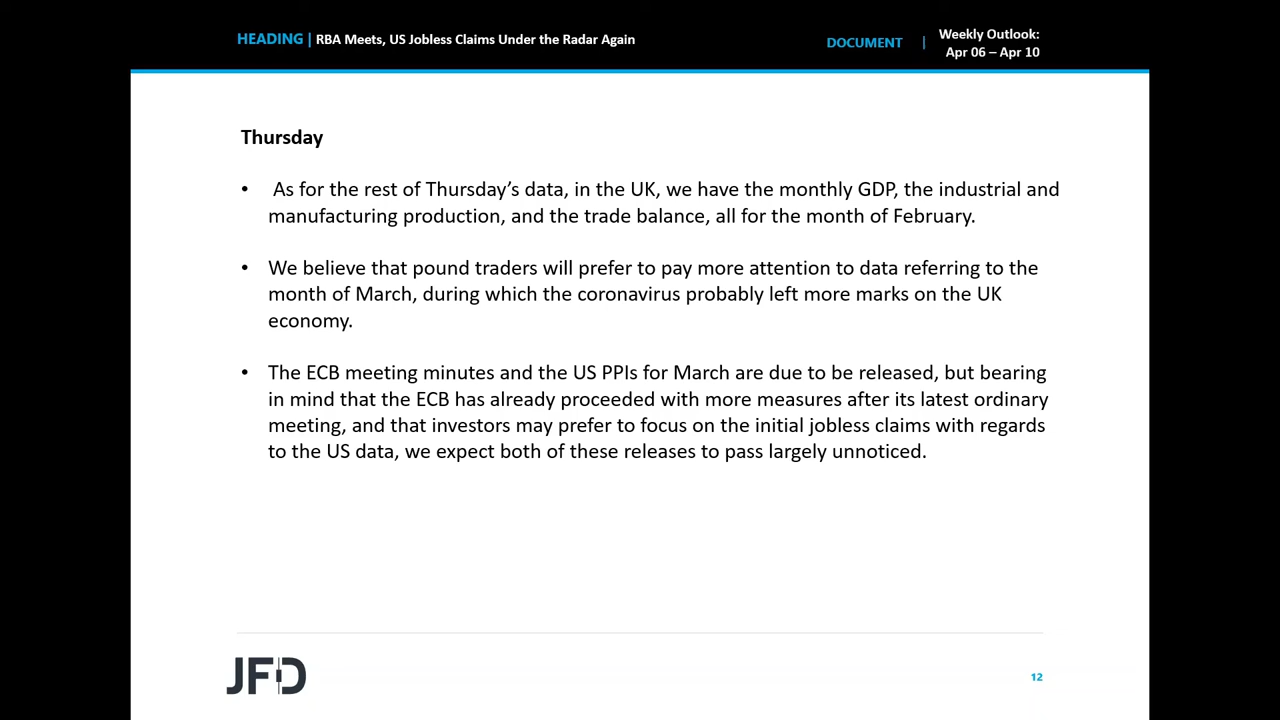 HEADING | RBA Meets, US Jobless Claims Under the Radar Again
DOCUMENT | Weekly Outlook:
Apr 06 – Apr 10
Thursday
• As for the rest of Thursday’s data, in the UK, we have the monthly GDP, the industrial and
manufacturing production, and the trade balance, all for the month of February.
• We believe that pound traders will prefer to pay more attention to data referring to the
month of March, during which the coronavirus probably left more marks on the UK
economy.
• The ECB meeting minutes and the US PPIs for March are due to be released, but bearing
in mind that the ECB has already proceeded with more measures after its latest ordinary
meeting, and that investors may prefer to focus on the initial jobless claims with regards
to the US data, we expect both of these releases to pass largely unnoticed.
JFD
12